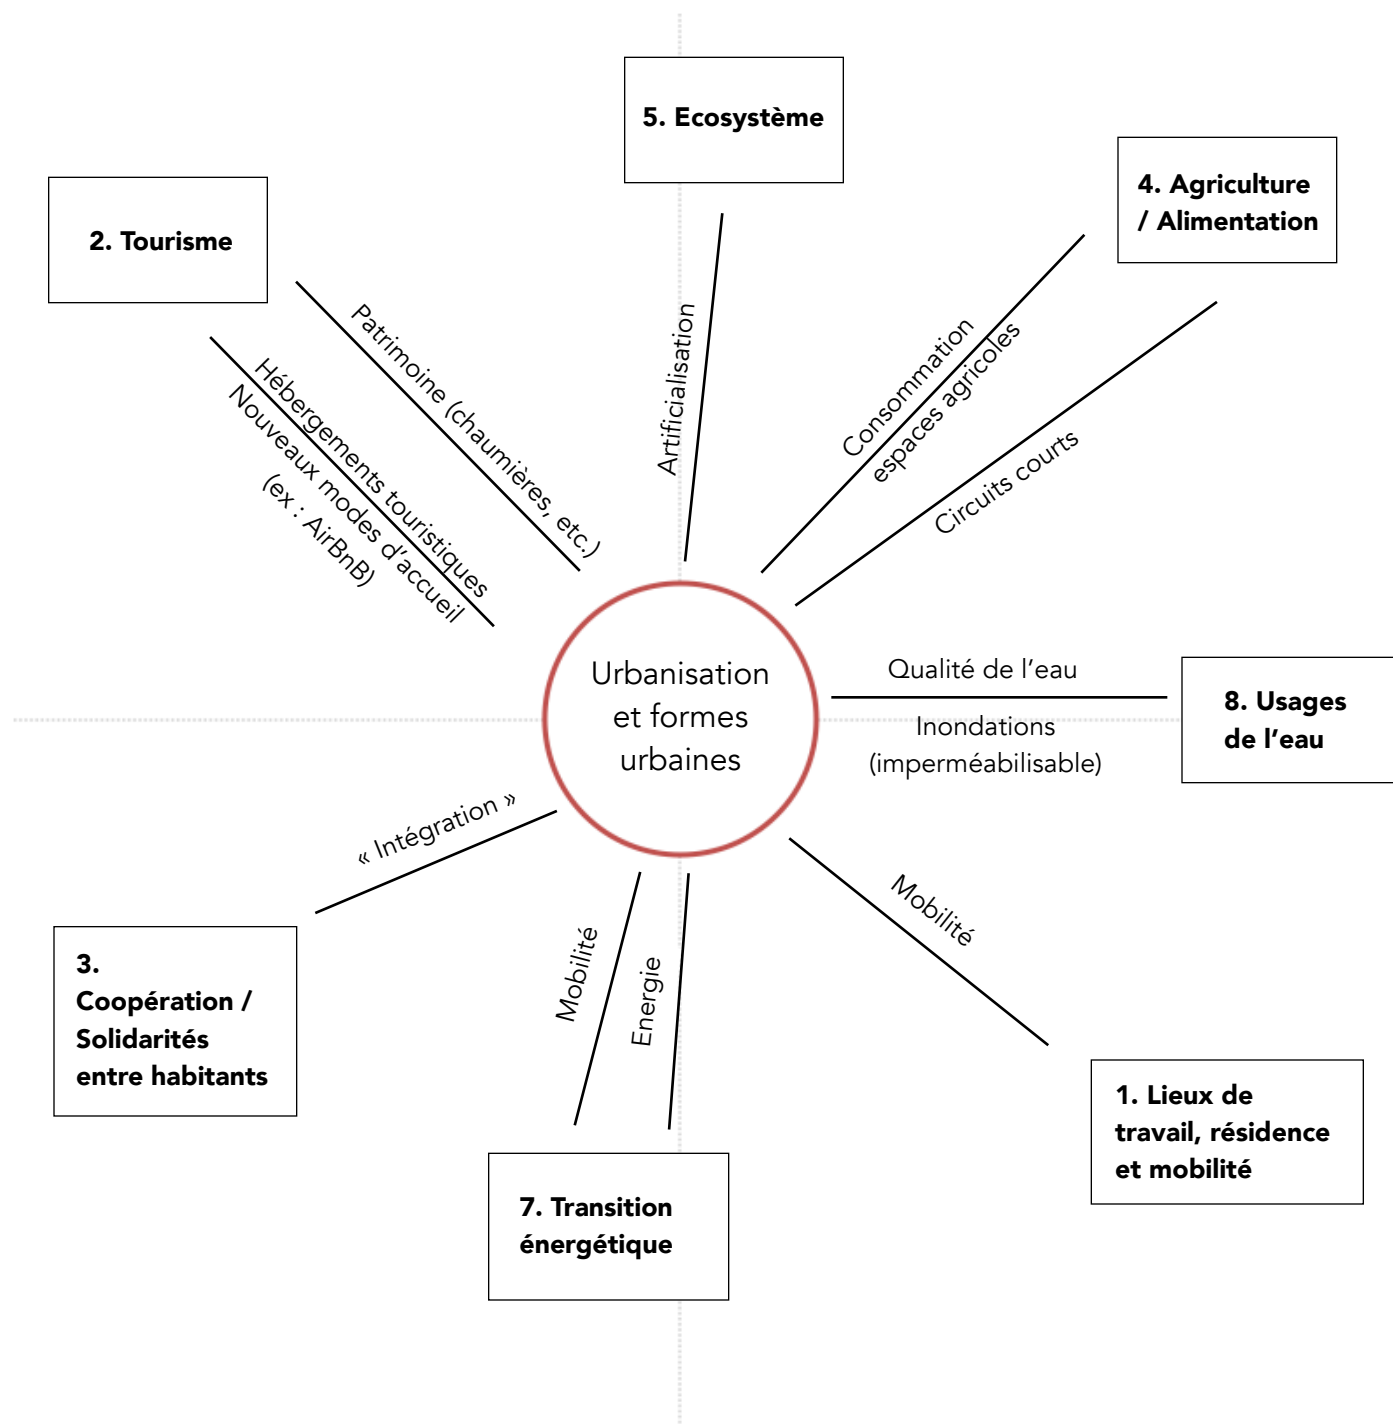 5. Ecosystème
4. Agriculture
/ Alimentation
2. Tourisme
Patrimoine (chaumières, etc.)
Hébergements touristiques
Nouveaux modes d’accueil
(ex : AirBnB)
Artificialisation
Consommation
espaces agricoles
Circuits courts
Urbanisation
et formes
urbaines
Qualité de l’eau
Inondations
(imperméabilisable)
8. Usages
de l’eau
« Intégration »
Mobilité
Energie
Mobilité
3.
Coopération /
Solidarités
entre habitants
7. Transition
énergétique
1. Lieux de
travail, résidence
et mobilité